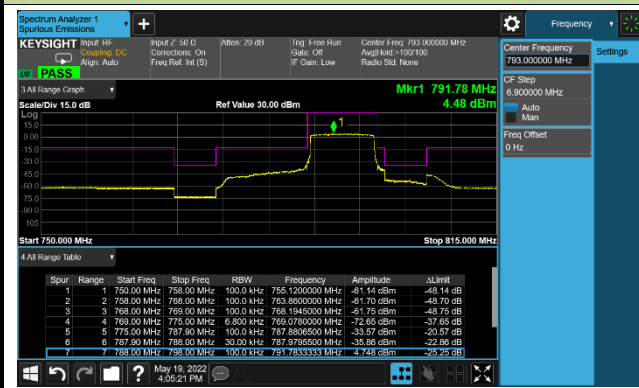 Spectrum Analyzer 1
Spurious Emissions
Frequency
KEYSIGHT Input: RF Input Z: 50 Ω Atten: 20 dB Trig: Free Run Center Freq: 793.000000 MHz
Coupling: DC Corrections: On Gate: Off Avg|Hold:>100/100
Align: Auto Freq Ref: Int (S) IF Gain: Low Radio Std: None
PASS
Center Frequency
793.000000 MHz
Settings
CF Step
6.900000 MHz
Auto
Man
Freq Offset
0 Hz
3 All Range Graph
Mkr1 791.78 MHz
Scale/Div 15.0 dB Ref Value 30.00 dBm 4.48 dBm
Log
15.0
0.00
-15.0
-30.0
-45.0
-60.0
-75.0
-90.0
-105
1
Start 750.000 MHz Stop 815.000 MHz
4 All Range Table
Spur Range Start Freq Stop Freq RBW Frequency Amplitude ΔLimit
1 1 750.00 MHz 758.00 MHz 100.0 kHz 755.1200000 MHz -61.14 dBm -48.14 dB
2 2 758.00 MHz 768.00 MHz 100.0 kHz 763.8600000 MHz -61.70 dBm -48.70 dB
3 3 768.00 MHz 769.00 MHz 100.0 kHz 768.1945000 MHz -61.75 dBm -48.75 dB
4 4 769.00 MHz 775.00 MHz 6.800 kHz 769.0780000 MHz -72.65 dBm -37.65 dB
5 5 775.00 MHz 787.90 MHz 100.0 kHz 787.8806500 MHz -33.57 dBm -20.57 dB
6 6 787.90 MHz 788.00 MHz 30.00 kHz 787.9795500 MHz -35.86 dBm -22.86 dB
7 7 788.00 MHz 798.00 MHz 100.0 kHz 791.7833333 MHz 4.748 dBm -25.25 dB
May 19, 2022
4:05:21 PM